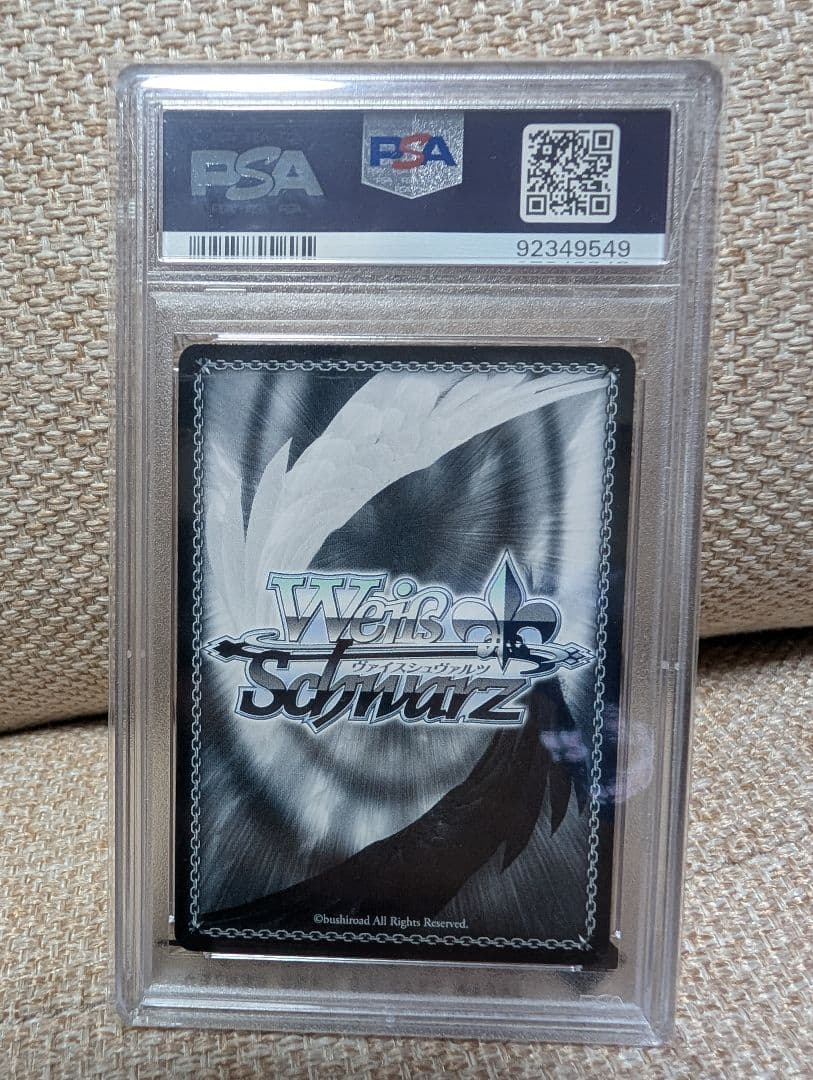 PSA
PSA
92349549
Weiß
ヴァイスシュヴァルツ
Schwarz
©bushiroad All Rights Reserved.